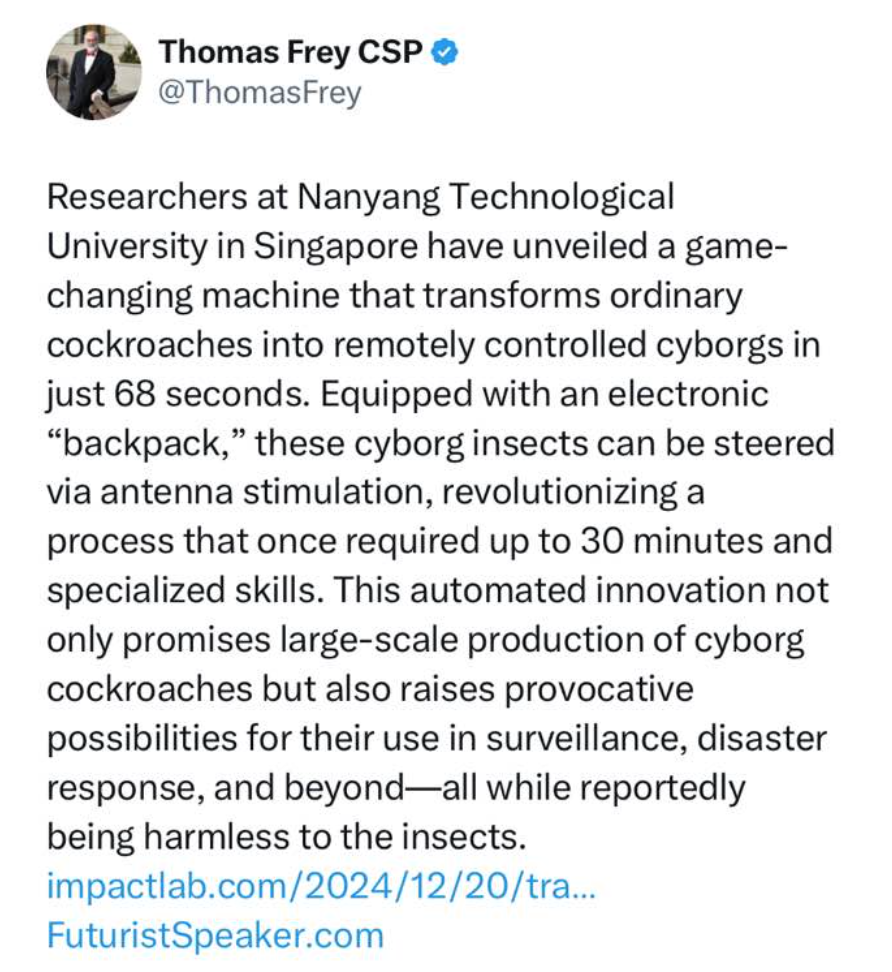 Thomas Frey CSP
@ThomasFrey
Researchers at Nanyang Technological
University in Singapore have unveiled a game-
changing machine that transforms ordinary
cockroaches into remotely controlled cyborgs in
just 68 seconds. Equipped with an electronic
“backpack,” these cyborg insects can be steered
via antenna stimulation, revolutionizing a
process that once required up to 30 minutes and
specialized skills. This automated innovation not
only promises large-scale production of cyborg
cockroaches but also raises provocative
possibilities for their use in surveillance, disaster
response, and beyond—all while reportedly
being harmless to the insects.
impactlab.com/2024/12/20/tra...
FuturistSpeaker.com